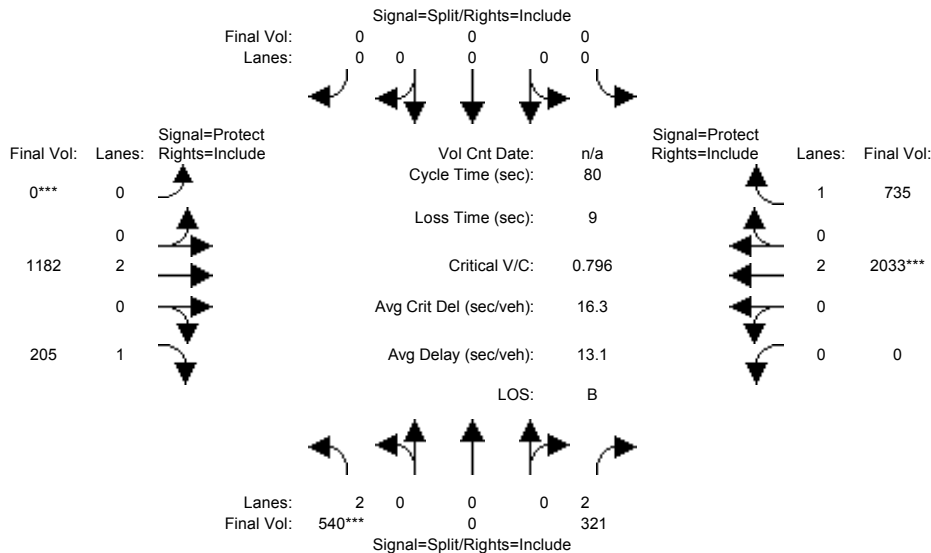 Signal=Split/Rights=Include
Final Vol: 0 0 0
Lanes: 0 0 0 0 0
Signal=Protect Signal=Protect
Final Vol: Lanes: Rights=Include Vol Cnt Date: n/a Rights=Include Lanes: Final Vol:
Cycle Time (sec): 80
0*** 0 1 735
Loss Time (sec): 9
0 0
1182 2 Critical V/C: 0.796 2 2033***
0 Avg Crit Del (sec/veh): 16.3 0
205 1 Avg Delay (sec/veh): 13.1 0 0
LOS: B
Lanes: 2 0 0 0 2
Final Vol: 540*** 0 321
Signal=Split/Rights=Include